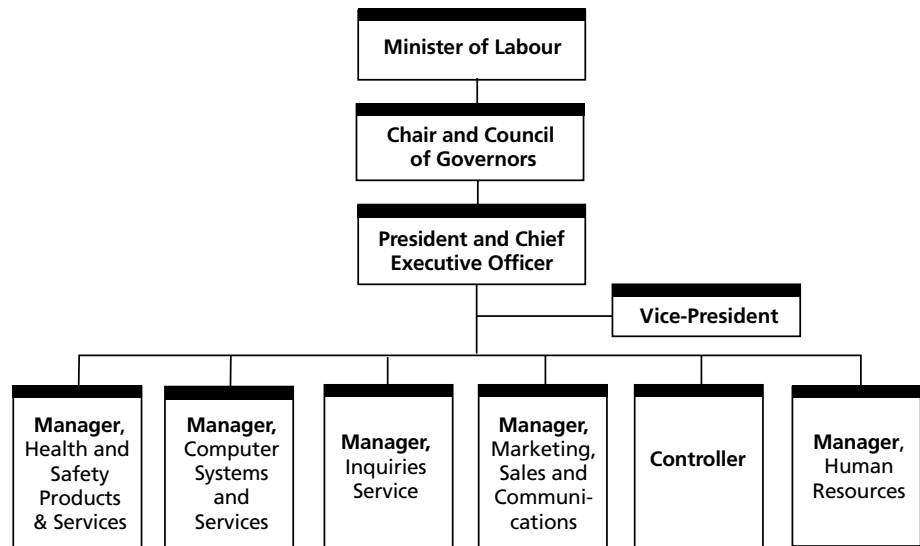 Minister of Labour
Chair and Council
of Governors
President and Chief
Executive Officer
Vice-President
Manager,
Health and
Safety
Products
& Services
Manager,
Computer
Systems
and
Services
Manager,
Inquiries
Service
Manager,
Marketing,
Sales and
Communi-
cations
Controller
Manager,
Human
Resources